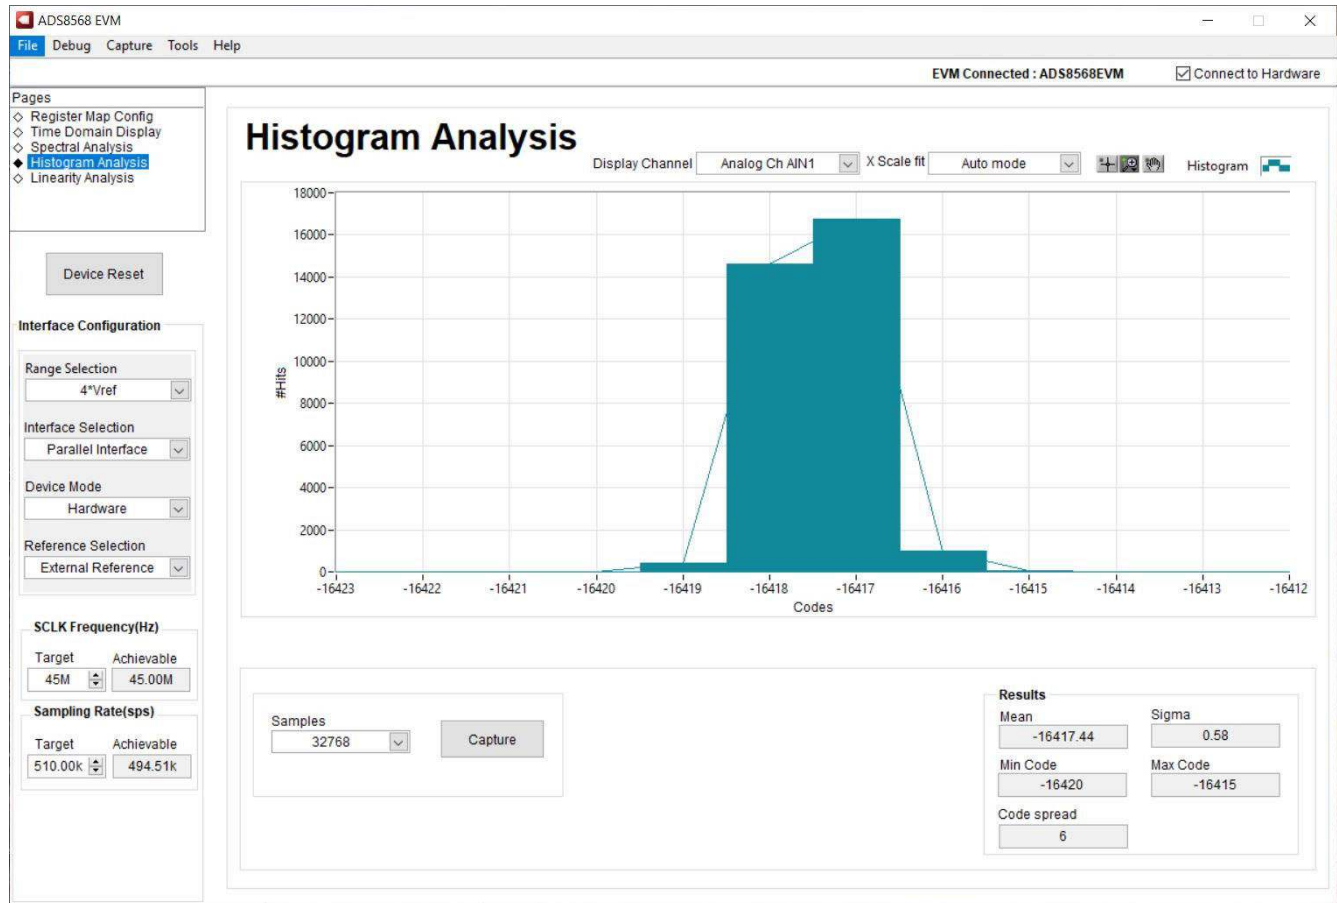 ADS8568 EVM
File Debug Capture Tools Help
EVM Connected : ADS8568EVM Connect to Hardware
Pages
Register Map Config
Time Domain Display
Spectral Analysis
Histogram Analysis
Linearity Analysis
Device Reset
Interface Configuration
Range Selection
4*Vref
Interface Selection
Parallel Interface
Device Mode
Hardware
Reference Selection
External Reference
SCLK Frequency(Hz)
Target Achievable
45M 45.00M
Sampling Rate(sps)
Target Achievable
510.00k 494.51k
Histogram Analysis
Display Channel Analog Ch AIN1 X Scale fit Auto mode Histogram
18000
16000
14000
12000
10000
8000
6000
4000
2000
0
#Hits
-16423 -16422 -16421 -16420 -16419 -16418 -16417 -16416 -16415 -16414 -16413 -16412
Codes
Samples
32768 Capture
Results
Mean Sigma
-16417.44 0.58
Min Code Max Code
-16420 -16415
Code spread
6